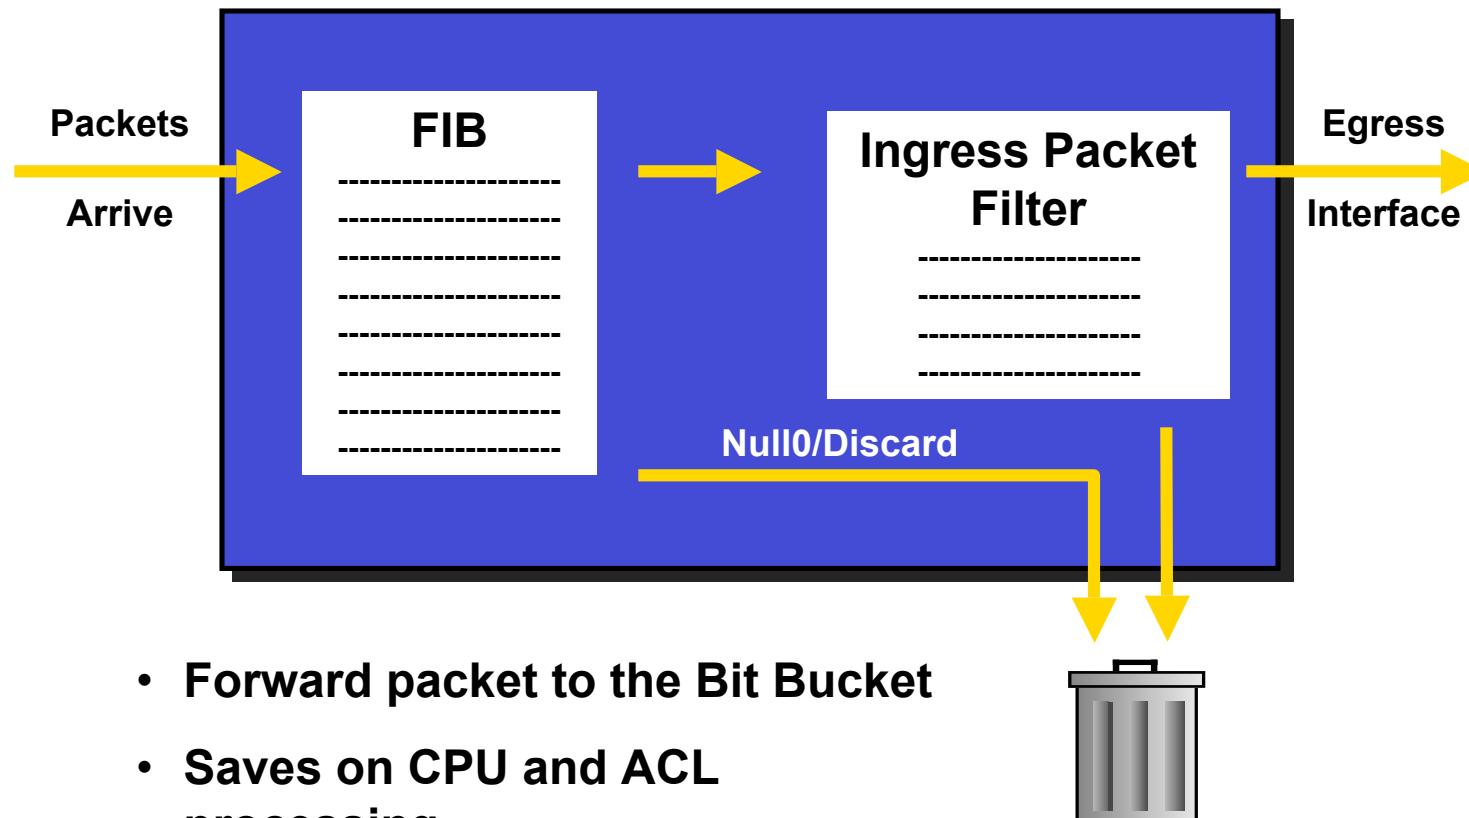 Packets
Arrive
FIB
---------------------
---------------------
---------------------
---------------------
---------------------
---------------------
---------------------
---------------------
Ingress Packet
Filter
---------------------
---------------------
---------------------
---------------------
Egress
Interface
Null0/Discard
• Forward packet to the Bit Bucket
• Saves on CPU and ACL
processing